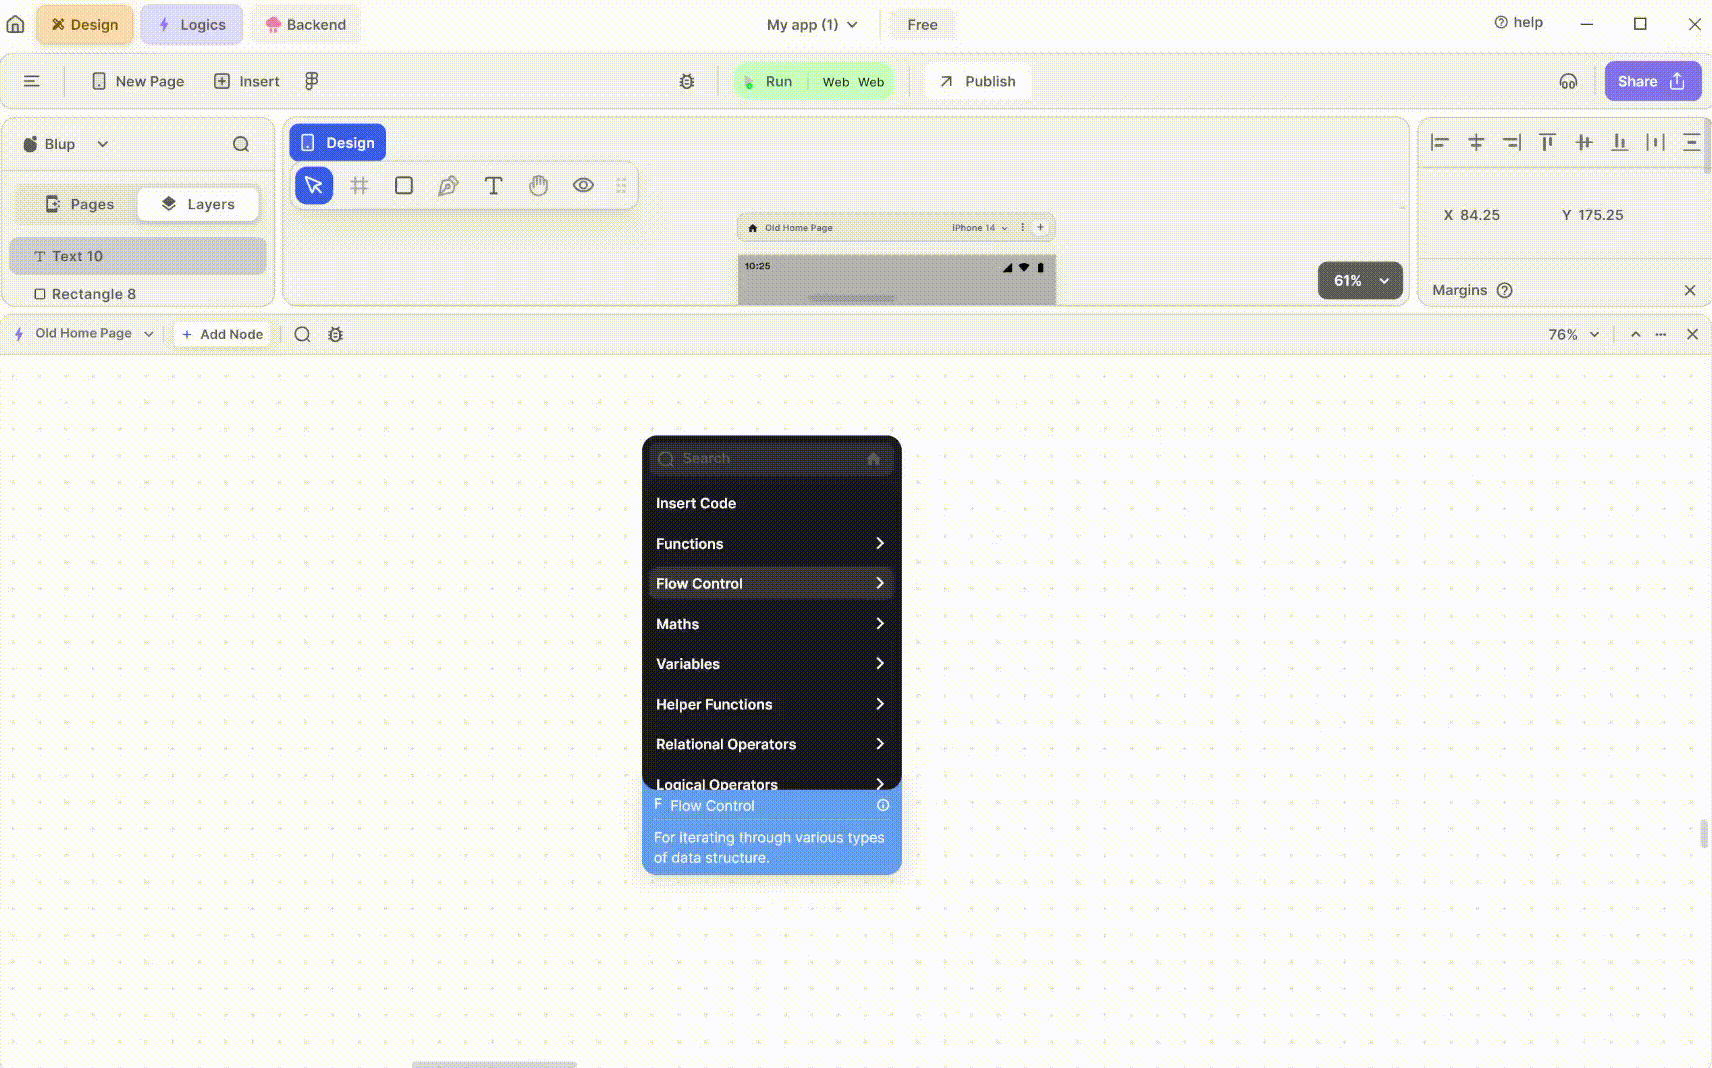 Design Logics Backend My app (1) Free help
New Page Insert Run Web Web Publish Share
Blup
Pages Layers
Text 10
Rectangle 8
Design
Old Home Page IPhone 14
10:25
61%
X 84.25 Y 175.25
Margins
Old Home Page + Add Node 76%
Search
Insert Code
Functions
Flow Control
Maths
Variables
Helper Functions
Relational Operators
Logical Operators
F Flow Control
For iterating through various types
of data structure.